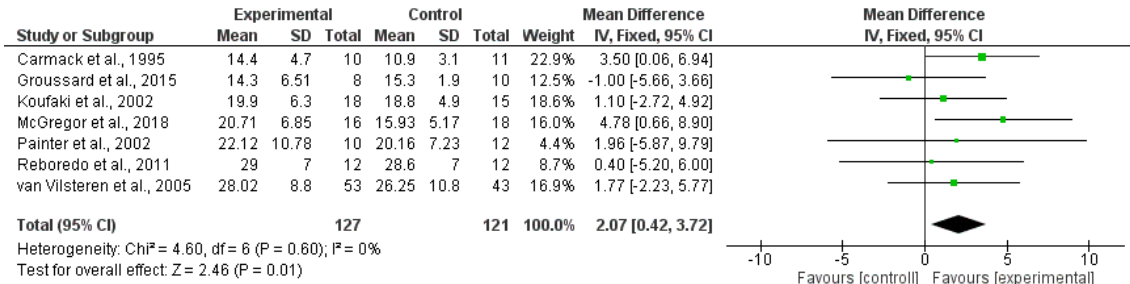 Experimental Control Mean Difference Mean Difference
Study or Subgroup Mean SD Total Mean SD Total Weight IV, Fixed, 95% CI IV, Fixed, 95% CI
Carmack et al., 1995 14.4 4.7 10 10.9 3.1 11 22.9% 3.50 [0.06, 6.94]
Groussard et al., 2015 14.3 6.51 8 15.3 1.9 10 12.5% -1.00 [-5.66, 3.66]
Koufaki et al., 2002 19.9 6.3 18 18.8 4.9 15 18.6% 1.10 [-2.72, 4.92]
McGregor et al., 2018 20.71 6.85 16 15.93 5.17 18 16.0% 4.78 [0.66, 8.90]
Painter et al., 2002 22.12 10.78 10 20.16 7.23 12 4.4% 1.96 [-5.87, 9.79]
Reboredo et al., 2011 29 7 12 28.6 7 12 8.7% 0.40 [-5.20, 6.00]
van Vilsteren et al., 2005 28.02 8.8 53 26.25 10.8 43 16.9% 1.77 [-2.23, 5.77]
Total (95% CI) 127 121 100.0% 2.07 [0.42, 3.72]
Heterogeneity: Chi² = 4.60, df = 6 (P = 0.60); I² = 0%
Test for overall effect: Z = 2.46 (P = 0.01)
-10 -5 0 5 10
Favours [controll] Favours [experimental]